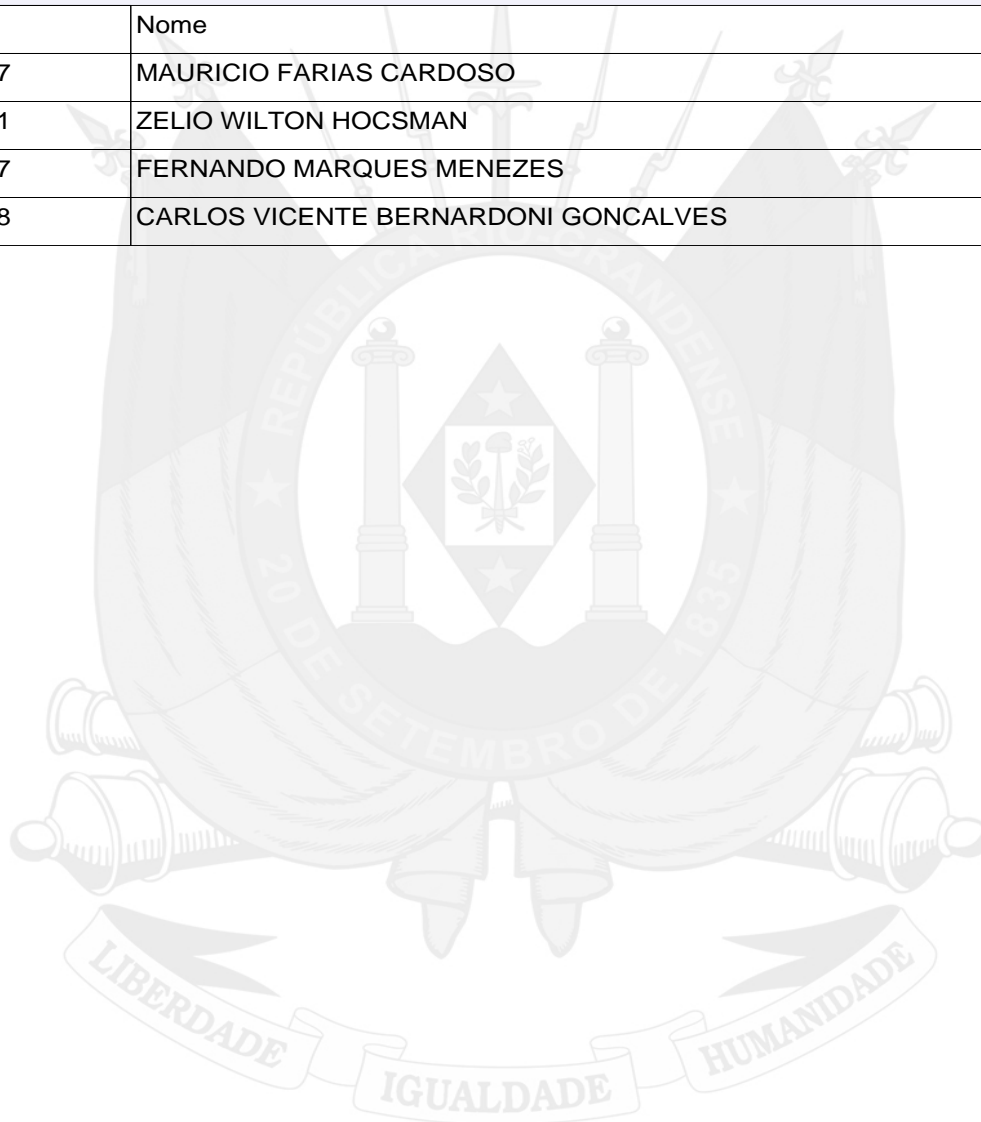 Nome
7 MAURICIO FARIAS CARDOSO
1 ZELIO WILTON HOCSMAN
7 FERNANDO MARQUES MENEZES
8 CARLOS VICENTE BERNARDONI GONCALVES
REPÚBLICA RIO-GRANDENSE
20 DE SETEMBRO DE 1835
LIBERDADE IGUALDADE HUMANIDADE